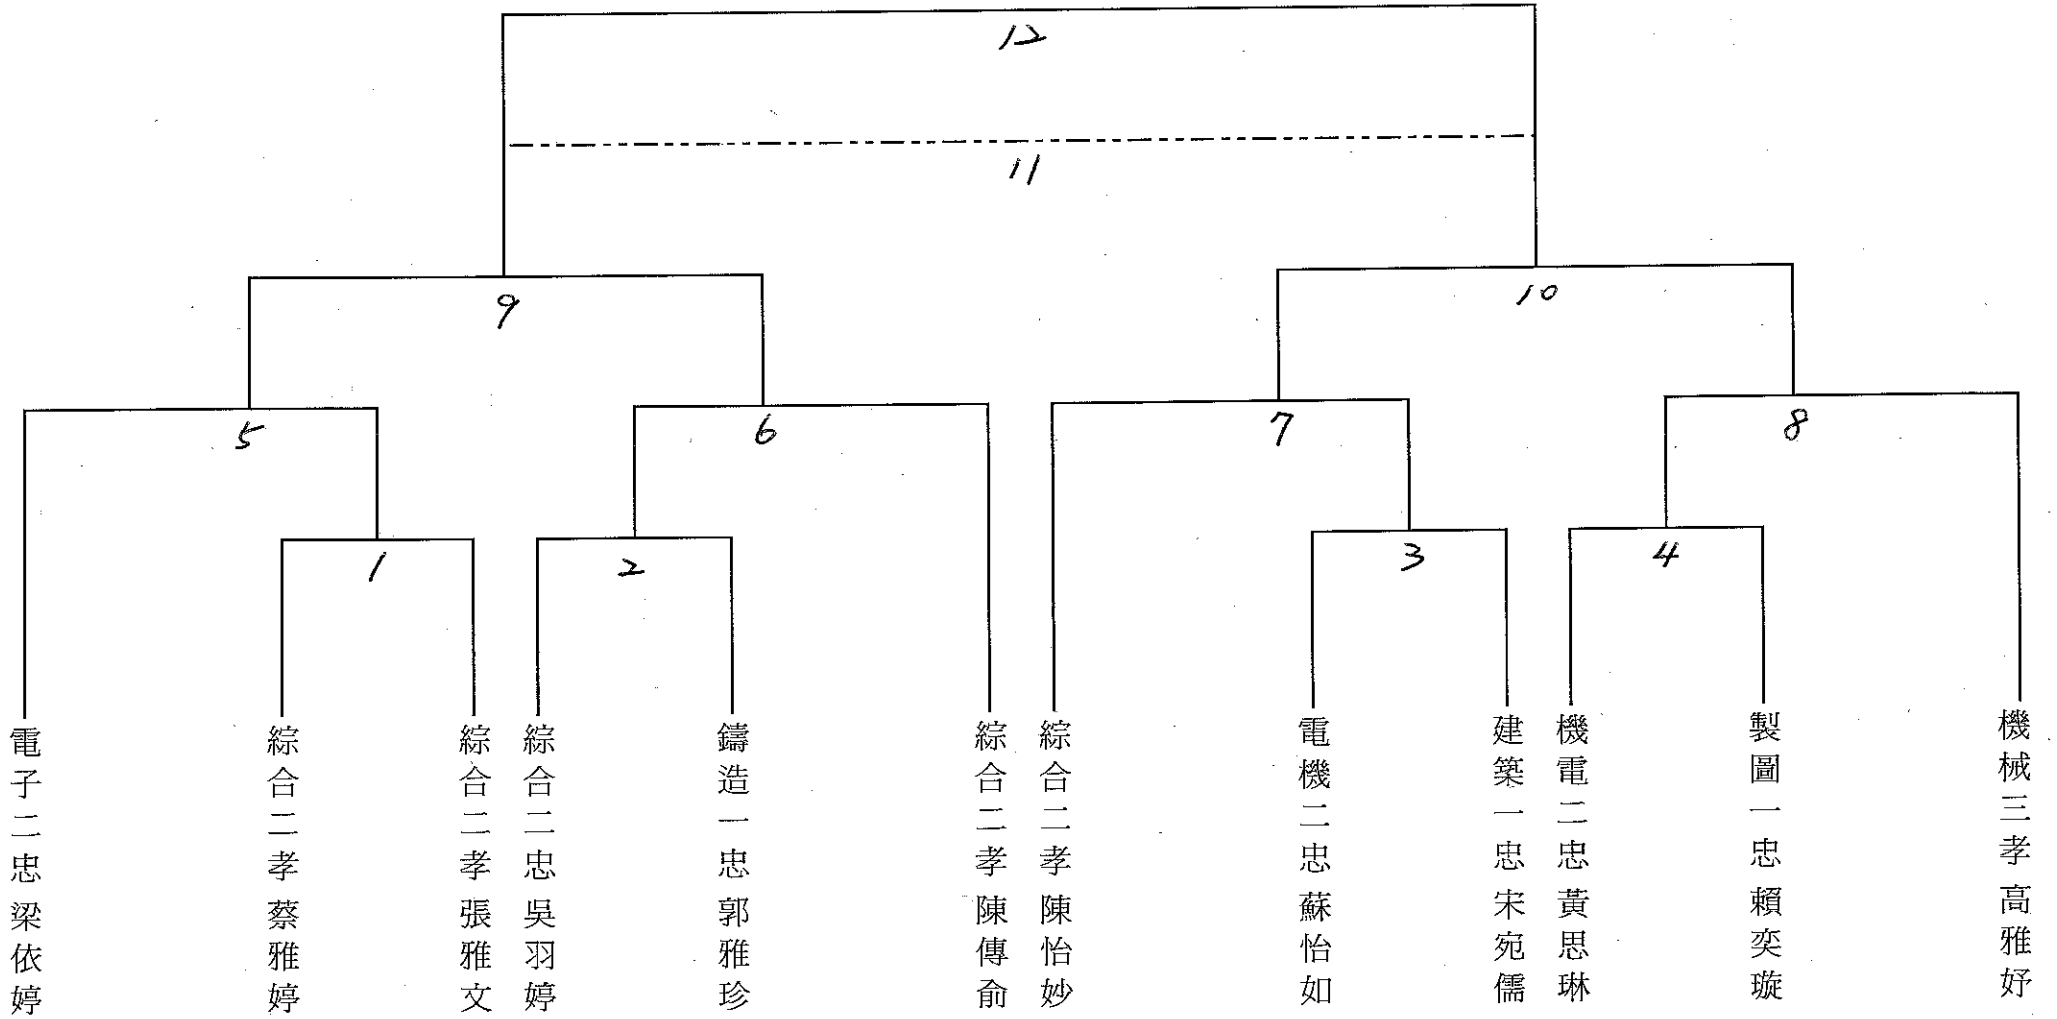 12
11
9
10
5
6
7
8
1
2
3
4
電子二忠 梁依婷
綜合二孝 蔡雅婷
綜合二孝 張雅文
綜合二忠 吳羽婷
鑄造一忠 郭雅珍
綜合二孝 陳傳俞
綜合二孝 陳怡妙
電機二忠 蘇怡如
建築一忠 宋宛儒
機電二忠 黃思琳
製圖一忠 賴奕璇
機械三孝 高雅妤